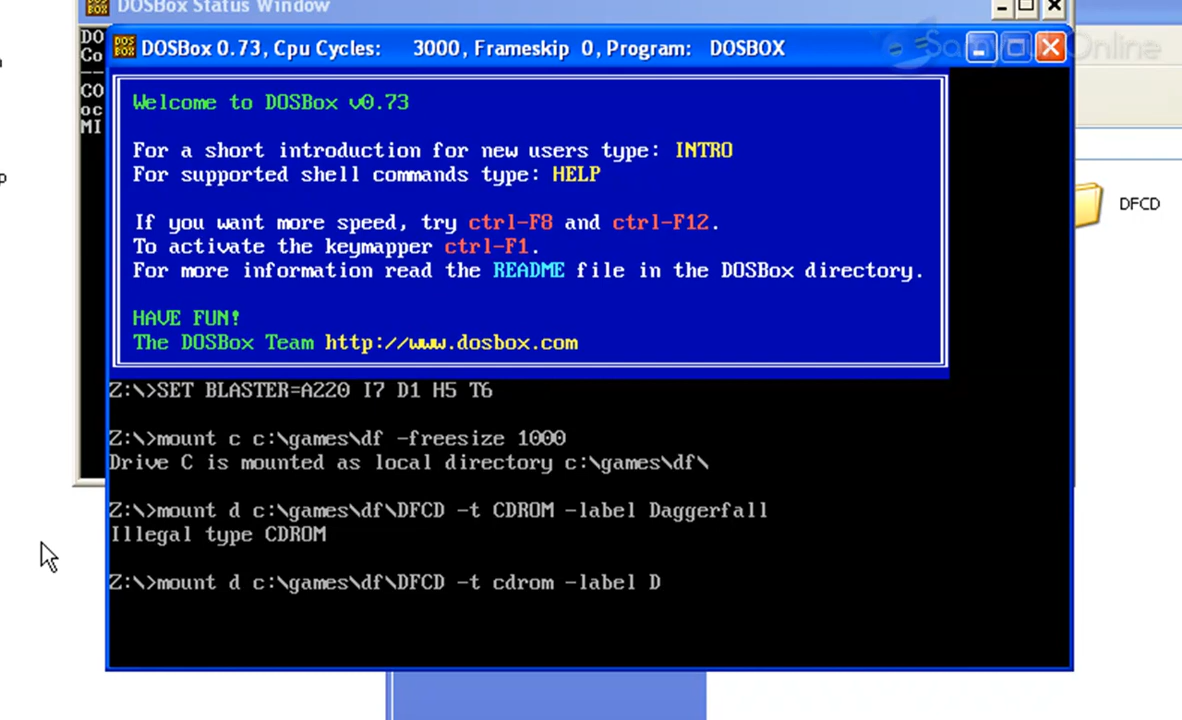 DOSBox Status Window
DOSBox 0.73, Cpu Cycles: 3000, Frameskip 0, Program: DOSBOX
DO
Co
CO
oc
MI
Welcome to DOSBox v0.73
For a short introduction for new users type: INTRO
For supported shell commands type: HELP
If you want more speed, try ctrl-F8 and ctrl-F12.
To activate the keymapper ctrl-F1.
For more information read the README file in the DOSBox directory.
HAVE FUN!
The DOSBox Team http://www.dosbox.com
DFCD
Z:\>SET BLASTER=A220 I7 D1 H5 T6
Z:\>mount c c:\games\df -freesize 1000
Drive C is mounted as local directory c:\games\df\
Z:\>mount d c:\games\df\DFCD -t CDROM -label Daggerfall
Illegal type CDROM
Z:\>mount d c:\games\df\DFCD -t cdrom -label D